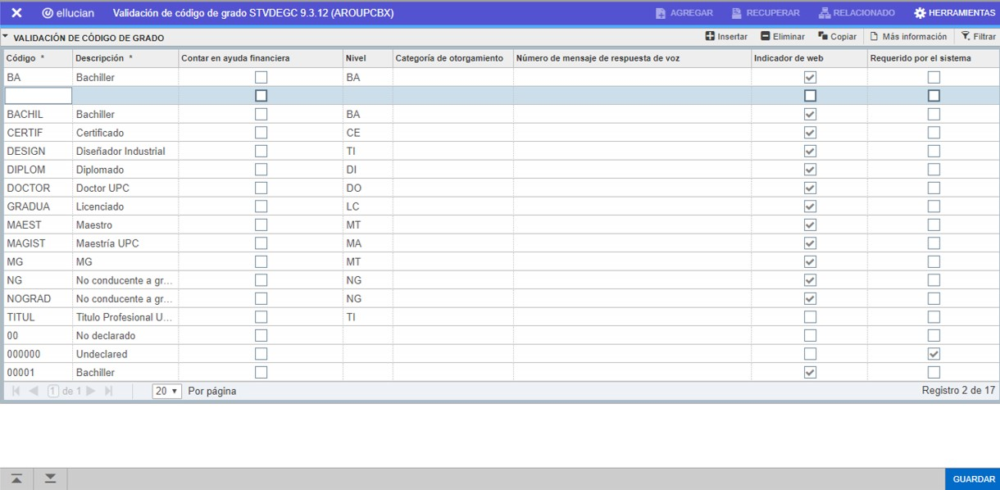 ellucian Validación de código de grado STVDEGC 9.3.12 (AROUPCBX) AGREGAR RECUPERAR RELACIONADO HERRAMIENTAS
VALIDACIÓN DE CÓDIGO DE GRADO Insertar Eliminar Copiar Más información Filtrar
Código * Descripción * Contar en ayuda financiera Nivel Categoría de otorgamiento Número de mensaje de respuesta de voz Indicador de web Requerido por el sistema
BA Bachiller BA
BACHIL Bachiller BA
CERTIF Certificado CE
DESIGN Diseñador Industrial TI
DIPLOM Diplomado DI
DOCTOR Doctor UPC DO
GRADUA Licenciado LC
MAEST Maestro MT
MAGIST Maestría UPC MA
MG MG MT
NG No conducente a gr... NG
NOGRAD No conducente a gr... NG
TITUL Titulo Profesional U... TI
00 No declarado
000000 Undeclared
00001 Bachiller
1 de 1 20 Por página Registro 2 de 17
GUARDAR